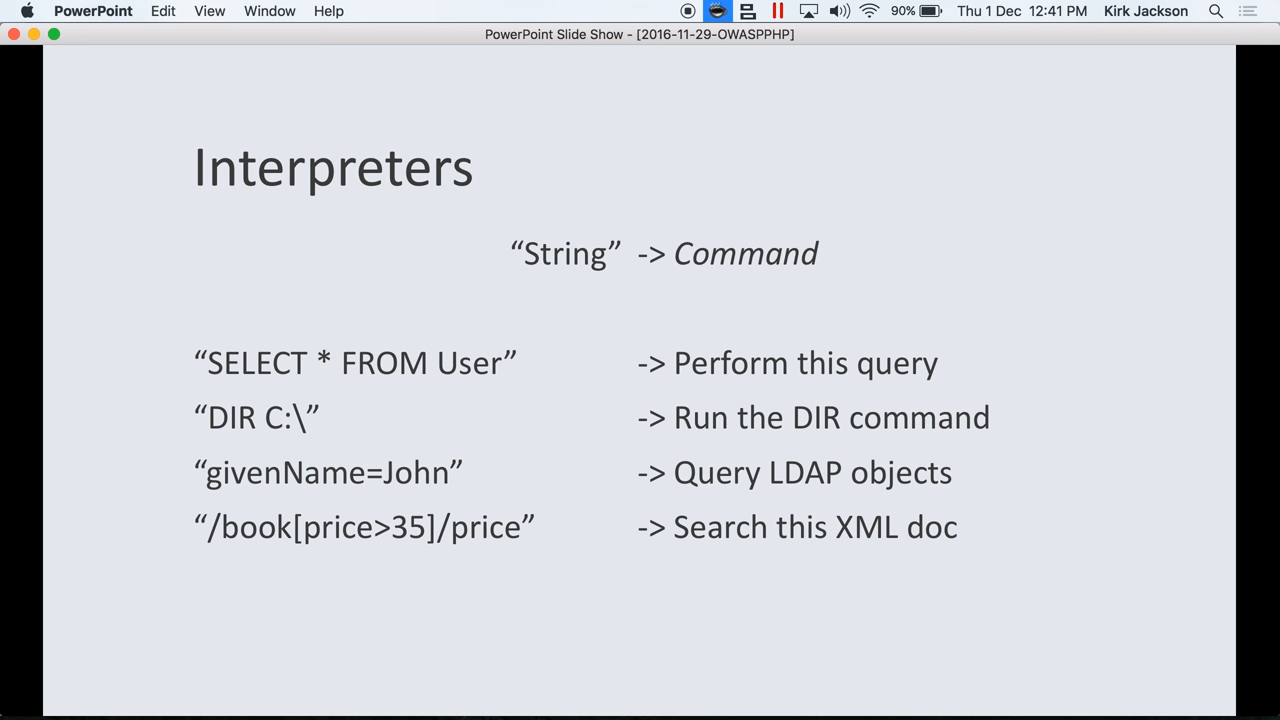 PowerPoint Edit View Window Help 90% Thu 1 Dec 12:41 PM Kirk Jackson
PowerPoint Slide Show - [2016-11-29-OWASPPHP]
Interpreters
“String” -> Command
“SELECT * FROM User” -> Perform this query
“DIR C:\” -> Run the DIR command
“givenName=John” -> Query LDAP objects
“/book[price>35]/price” -> Search this XML doc